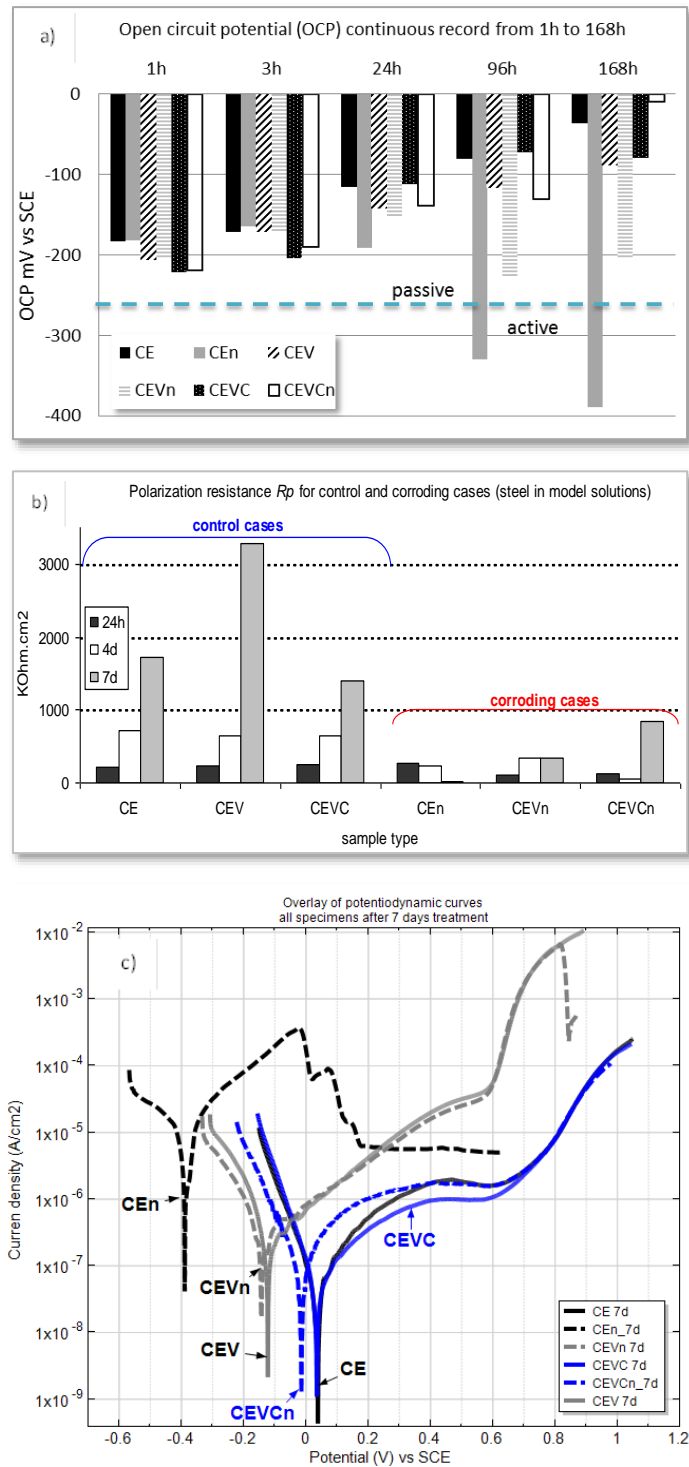 a)
Open circuit potential (OCP) continuous record from 1h to 168h
1h 3h 24h 96h 168h
0
-100
-200
-300
-400
OCP mV vs SCE
passive
active
CE CEn CEV
CEVn CEVC CEVCn
b)
Polarization resistance Rp for control and corroding cases (steel in model solutions)
control cases
3000
2000
1000
0
KOhm.cm2
24h
4d
7d
corroding cases
CE CEV CEVC CEn CEVn CEVCn
sample type
Overlay of potentiodynamic curves
all specimens after 7 days treatment
c)
1x10-2
1x10-3
1x10-4
1x10-5
1x10-6
1x10-7
1x10-8
1x10-9
Curren density (A/cm2)
CEn
CEVC
CEVn
CEV
CE
CEVCn
CE 7d
CEn_7d
CEVn 7d
CEVC 7d
CEVCn_7d
CEV 7d
-0.6 -0.4 -0.2 0 0.2 0.4 0.6 0.8 1 1.2
Potential (V) vs SCE